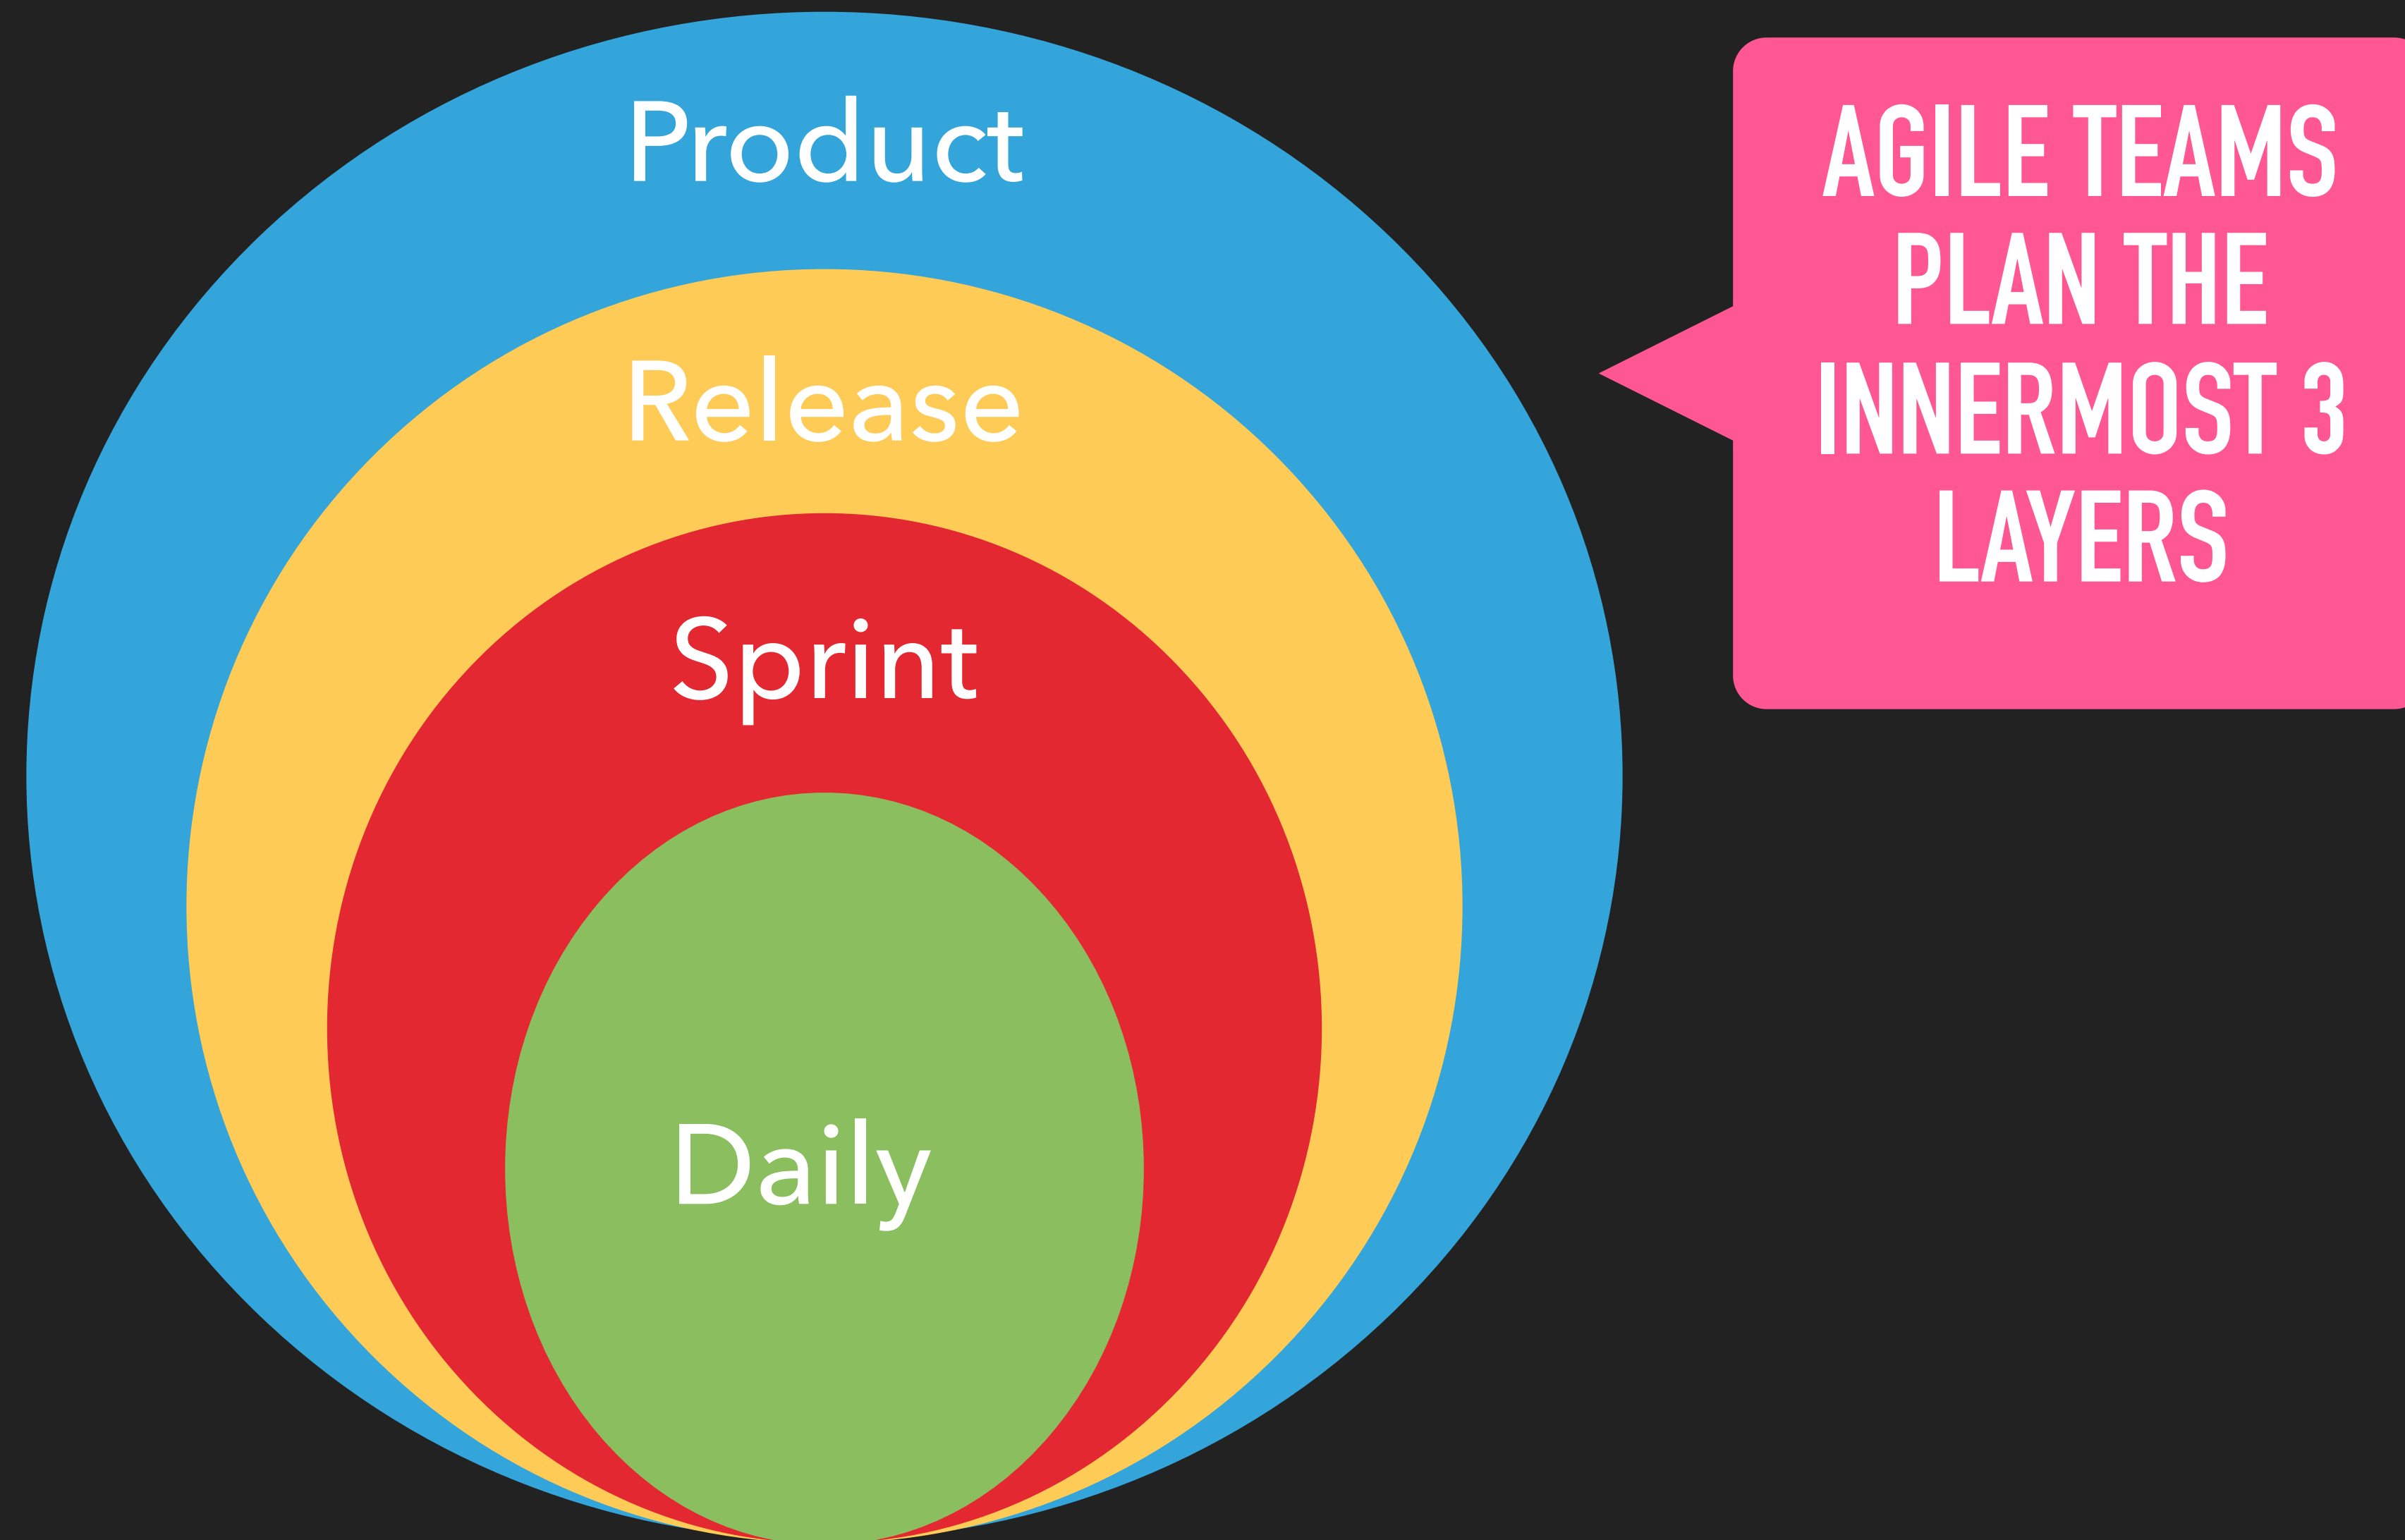 Product
Release
Sprint
Daily
AGILE TEAMS
PLAN THE
INNERMOST 3
LAYERS